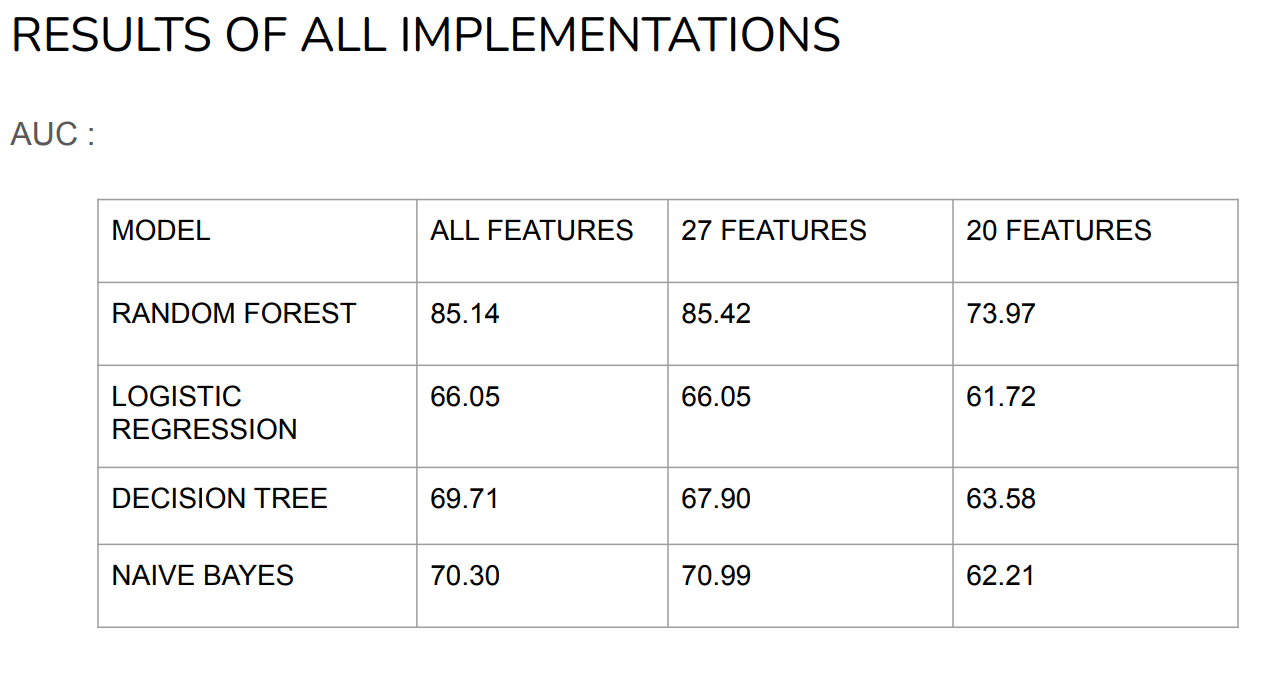 RESULTS OF ALL IMPLEMENTATIONS
AUC :
MODEL ALL FEATURES 27 FEATURES 20 FEATURES
RANDOM FOREST 85.14 85.42 73.97
LOGISTIC 66.05 66.05 61.72
REGRESSION
DECISION TREE 69.71 67.90 63.58
NAIVE BAYES 70.30 70.99 62.21